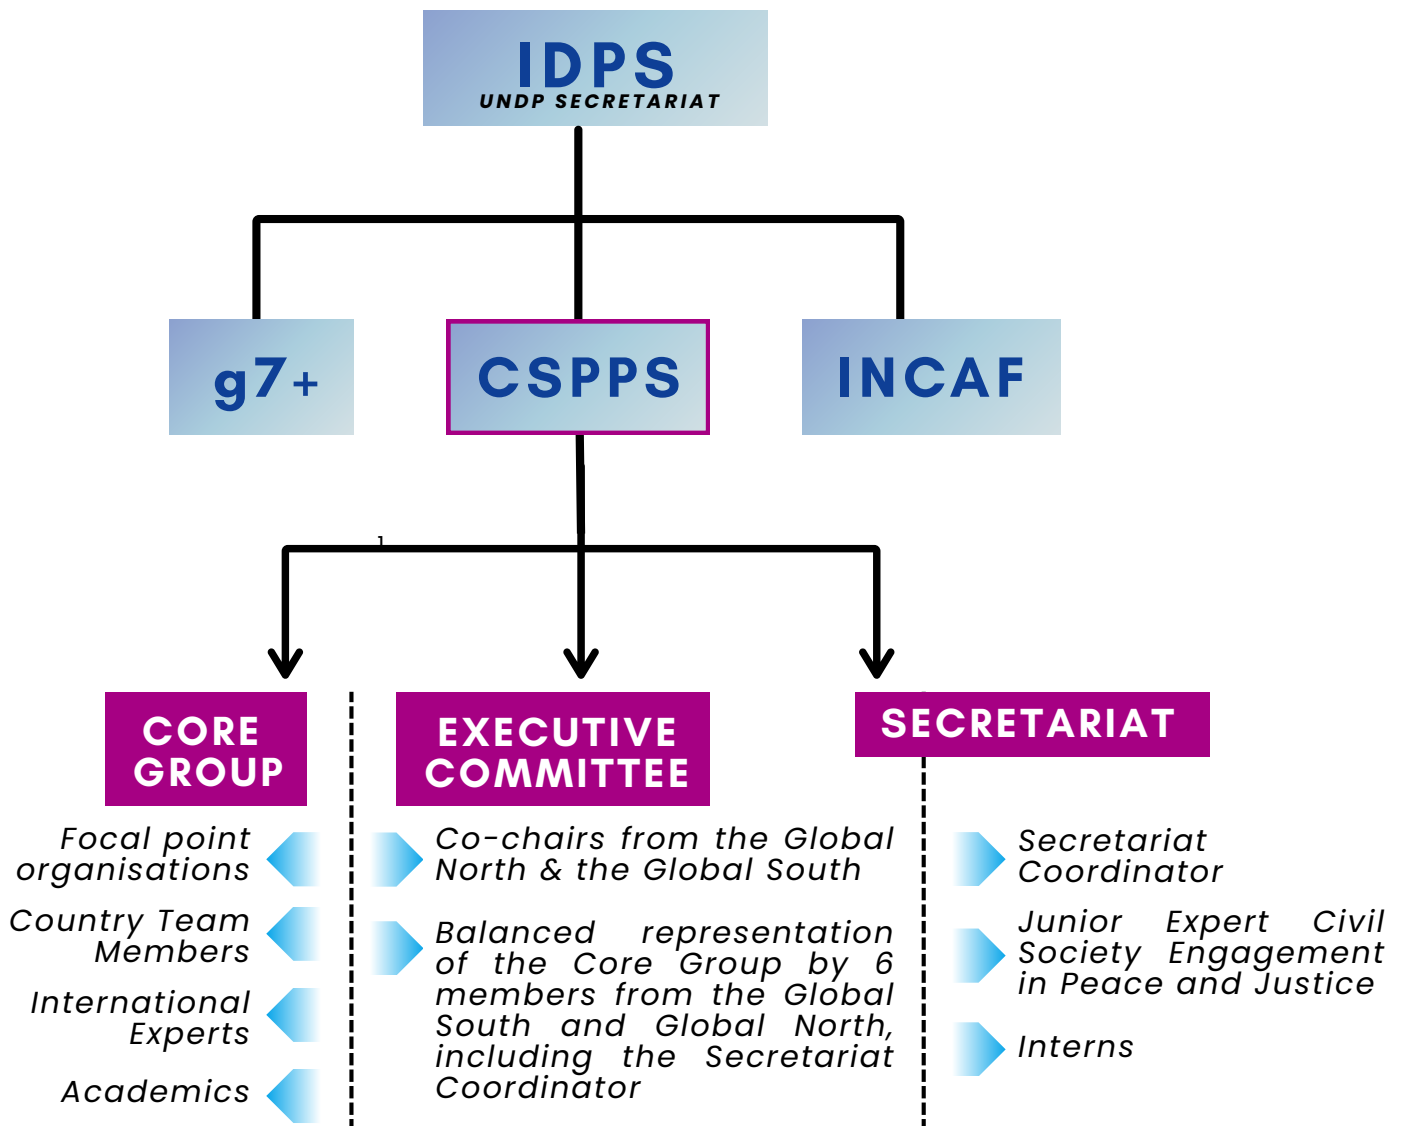 IDPS
UNDP SECRETARIAT
g7+
CSPPS
INCAF
1
CORE
GROUP
Focal point
organisations
Country Team
Members
International
Experts
Academics
EXECUTIVE
COMMITTEE
Co-chairs from the Global
North & the Global South
Balanced representation
of the Core Group by 6
members from the Global
South and Global North,
including the Secretariat
Coordinator
SECRETARIAT
Secretariat
Coordinator
Junior Expert Civil
Society Engagement
in Peace and Justice
Interns